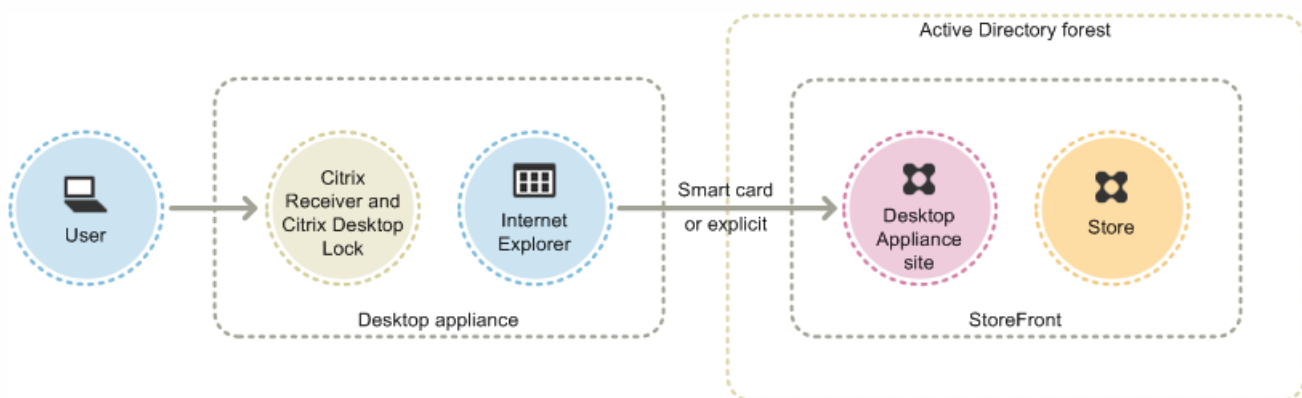 Active Directory forest
User
Citrix
Receiver and
Citrix Desktop
Lock
Internet
Explorer
Desktop appliance
Smart card
or explicit
Desktop
Appliance
site
Store
StoreFront